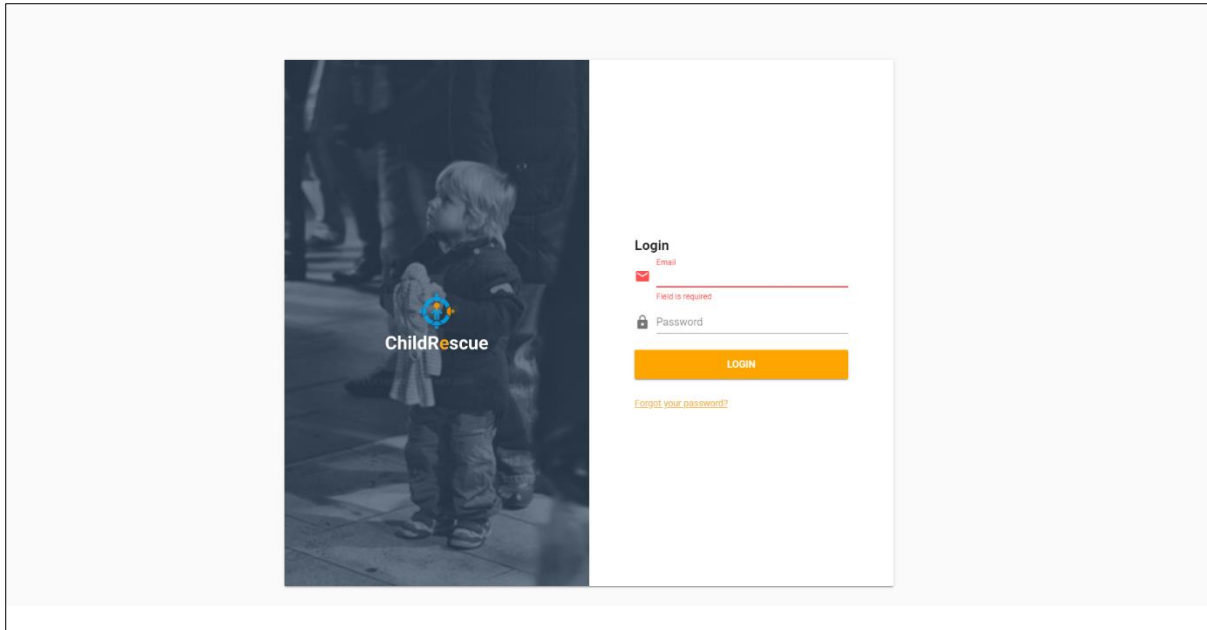 ChildRescue
Login
Email
Field is required
Password
LOGIN
Forgot your password?